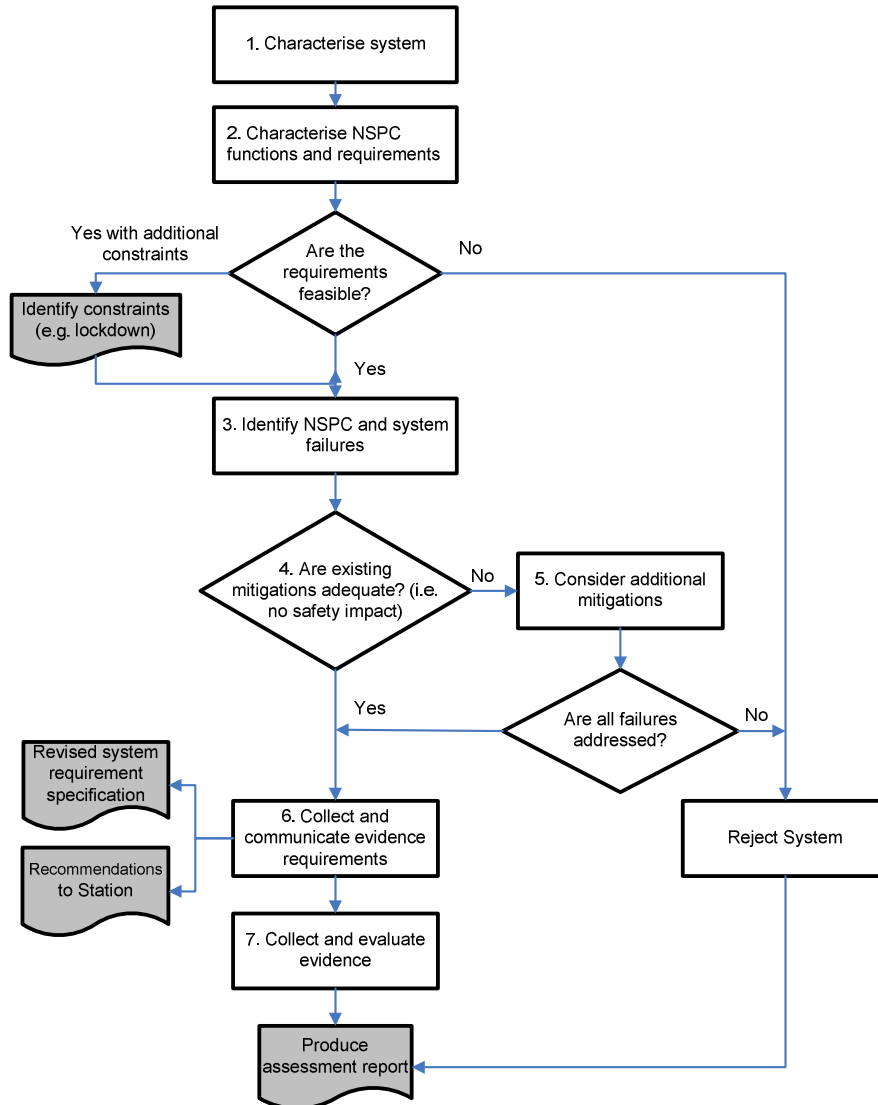 1. Characterise system
2. Characterise NSPC
functions and requirements
Yes with additional
constraints
Are the
requirements
feasible?
No
Identify constraints
(e.g. lockdown)
Yes
3. Identify NSPC and system
failures
4. Are existing
mitigations adequate? (i.e.
no safety impact)
No
5. Consider additional
mitigations
Yes
Are all failures
addressed?
No
Revised system
requirement
specification
6. Collect and
communicate evidence
requirements
Reject System
Recommendations
to Station
7. Collect and evaluate
evidence
Produce
assessment report